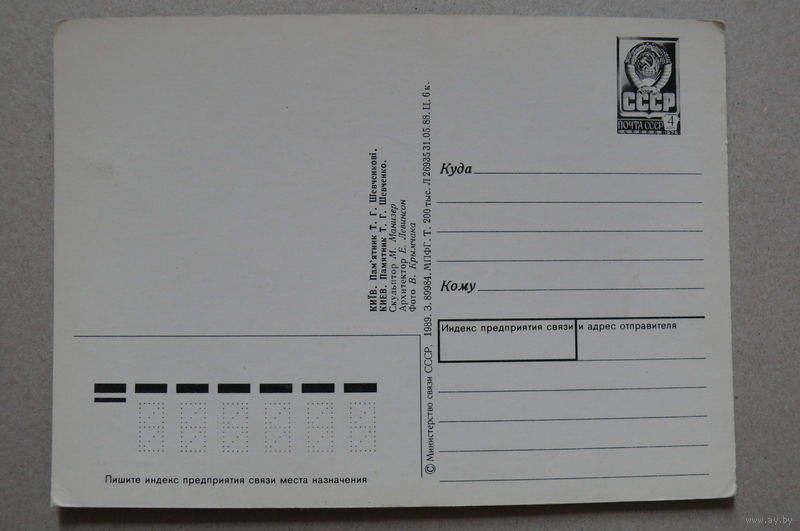 СССР
ПОЧТА СССР 4
КИЇВ. Пам'ятник Т. Г. Шевченкові.
КИЕВ. Памятник Т. Г. Шевченко.
Скульптор М. Манизер
Архитектор Е. Левинсон
Фото В. Крымчака
© Министерство связи СССР, 1989. З. 89984. МПФГ. Т. 200 тыс. Л 26935 31.05.88. Ц. 6 к.
Куда
Кому
Индекс предприятия связи и адрес отправителя
Пишите индекс предприятия связи места назначения
www.ay.by